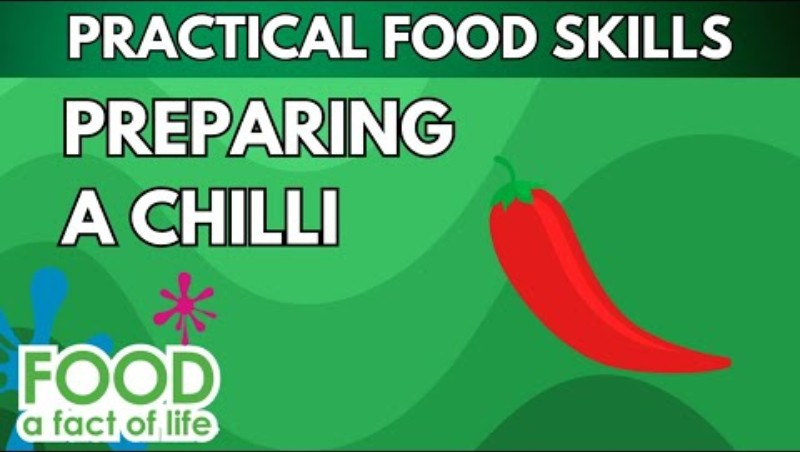 PRACTICAL FOOD SKILLS
PREPARING
A CHILLI
FOOD
a fact of life